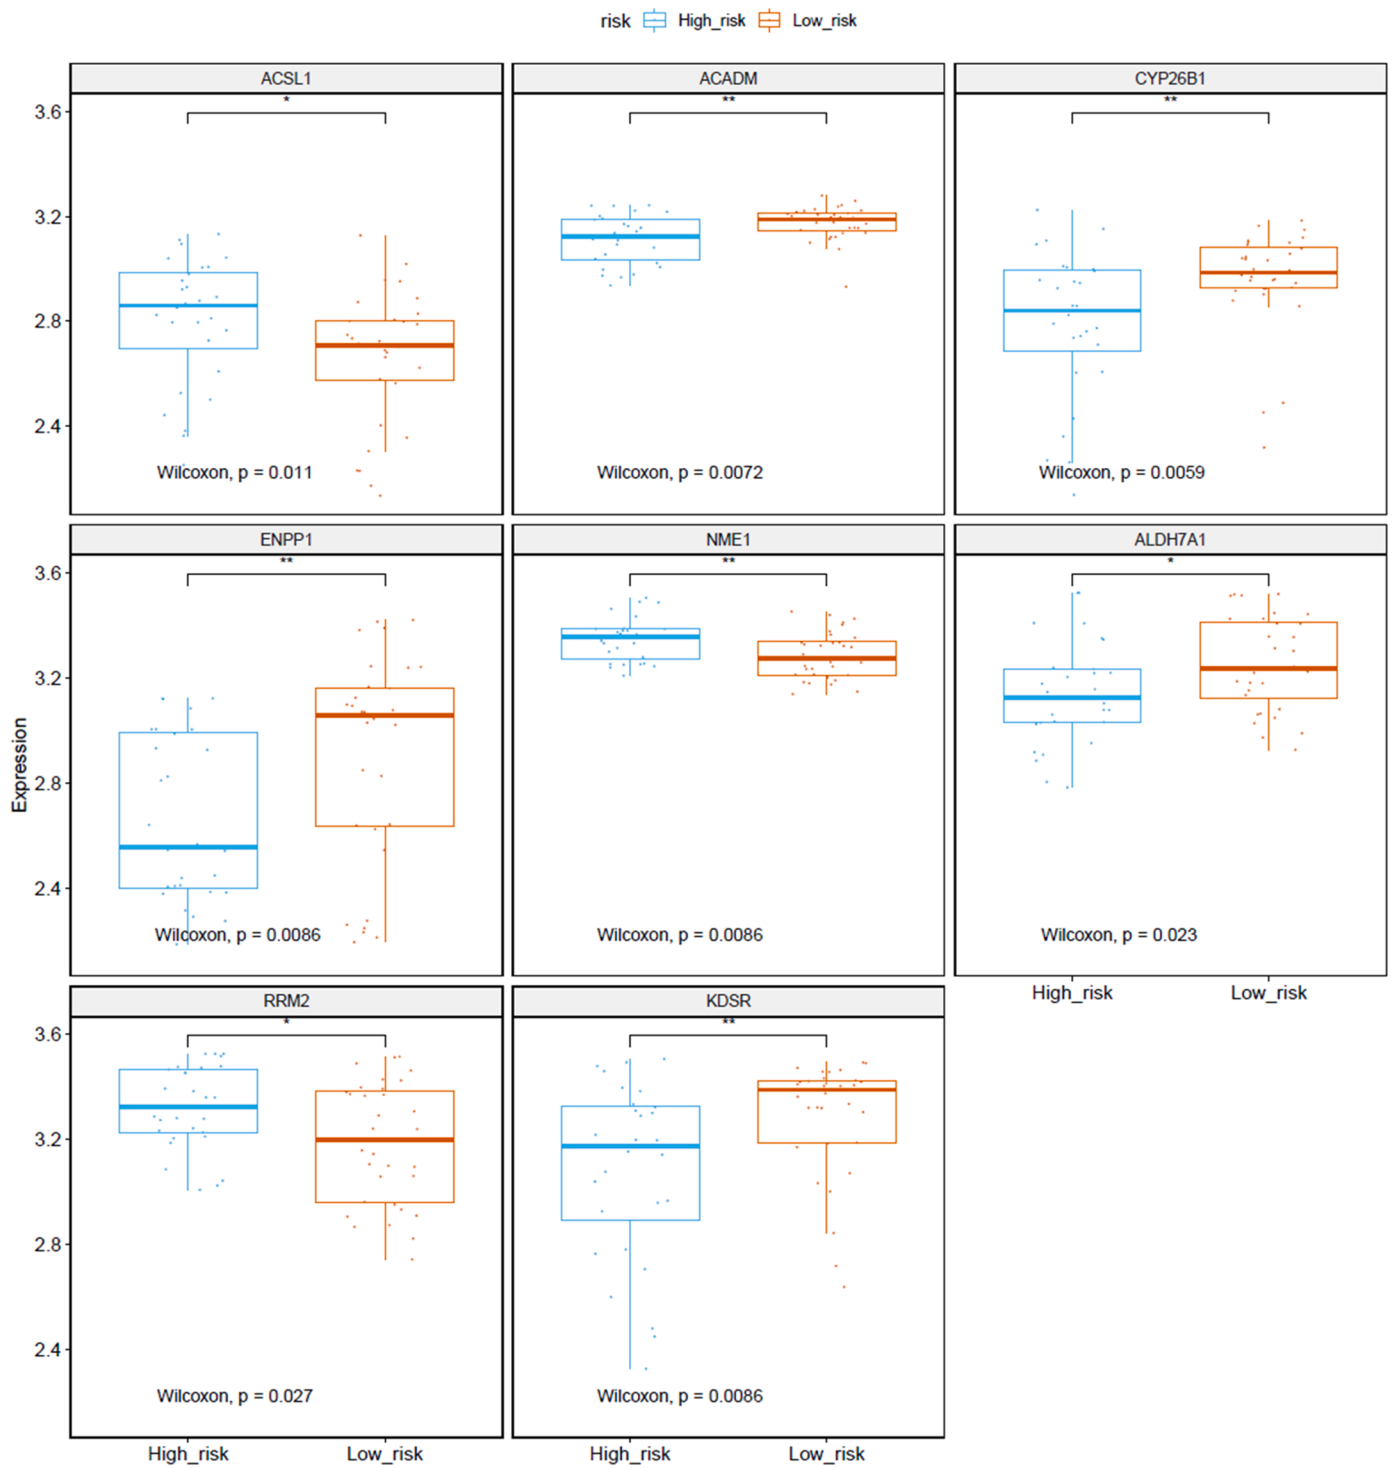 risk High_risk Low_risk
ACSL1 ACADM CYP26B1
* ** **
3.6
3.2
2.8
2.4
Wilcoxon, p = 0.011 Wilcoxon, p = 0.0072 Wilcoxon, p = 0.0059
ENPP1 NME1 ALDH7A1
** ** *
3.6
3.2
2.8
2.4
Expression
Wilcoxon, p = 0.0086 Wilcoxon, p = 0.0086 Wilcoxon, p = 0.023
High_risk Low_risk
RRM2 KDSR
* **
3.6
3.2
2.8
2.4
Wilcoxon, p = 0.027 Wilcoxon, p = 0.0086
High_risk Low_risk High_risk Low_risk